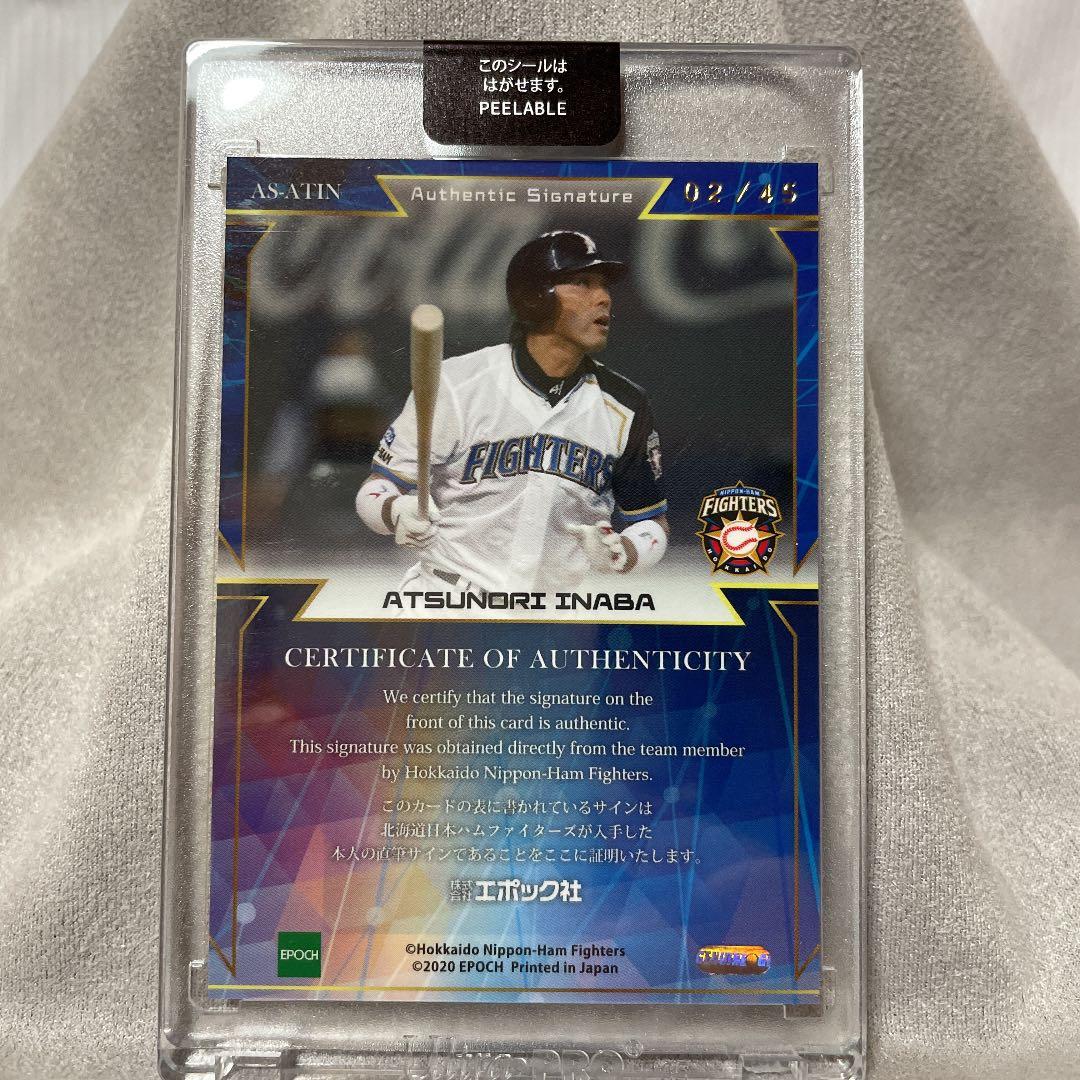 このシールは
はがせます。
PEELABLE
AS-ATIN
Authentic Signature
02/45
FIGHTERS
NIPPON-HAM
FIGHTERS
HOKKAIDO
ATSUNORI INABA
CERTIFICATE OF AUTHENTICITY
We certify that the signature on the
front of this card is authentic.
This signature was obtained directly from the team member
by Hokkaido Nippon-Ham Fighters.
このカードの表に書かれているサインは
北海道日本ハムファイターズが入手した
本人の直筆サインであることをここに証明いたします。
株式会社エポック社
EPOCH
©Hokkaido Nippon-Ham Fighters
©2020 EPOCH Printed in Japan